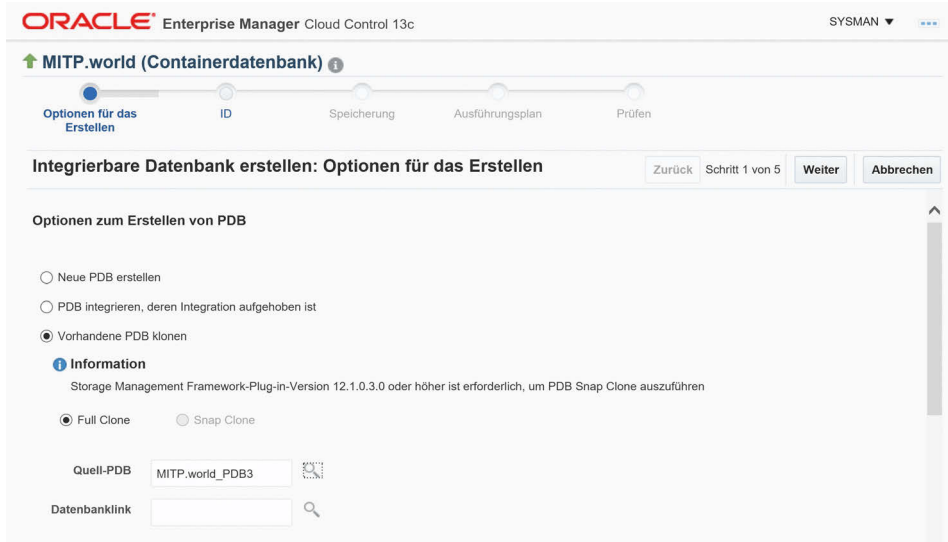 ORACLE Enterprise Manager Cloud Control 13c
SYSMAN
MITP.world (Containerdatenbank)
Optionen für das Erstellen
ID
Speicherung
Ausführungsplan
Prüfen
Integrierbare Datenbank erstellen: Optionen für das Erstellen
Zurück Schritt 1 von 5 Weiter Abbrechen
Optionen zum Erstellen von PDB
Neue PDB erstellen
PDB integrieren, deren Integration aufgehoben ist
Vorhandene PDB klonen
Information
Storage Management Framework-Plug-in-Version 12.1.0.3.0 oder höher ist erforderlich, um PDB Snap Clone auszuführen
Full Clone Snap Clone
Quell-PDB MITP.world_PDB3
Datenbanklink